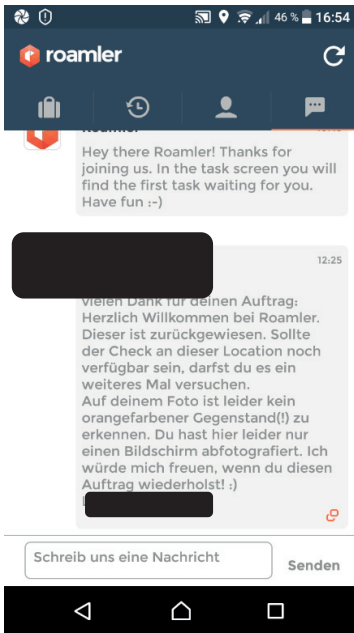 46 % 16:54
roamler
Hey there Roamler! Thanks for
joining us. In the task screen you will
find the first task waiting for you.
Have fun :-)
12:25
vielen Dank für deinen Auftrag:
Herzlich Willkommen bei Roamler.
Dieser ist zurückgewiesen. Sollte
der Check an dieser Location noch
verfügbar sein, darfst du es ein
weiteres Mal versuchen.
Auf deinem Foto ist leider kein
orangefarbener Gegenstand(!) zu
erkennen. Du hast hier leider nur
einen Bildschirm abfotografiert. Ich
würde mich freuen, wenn du diesen
Auftrag wiederholst! :)
Schreib uns eine Nachricht
Senden